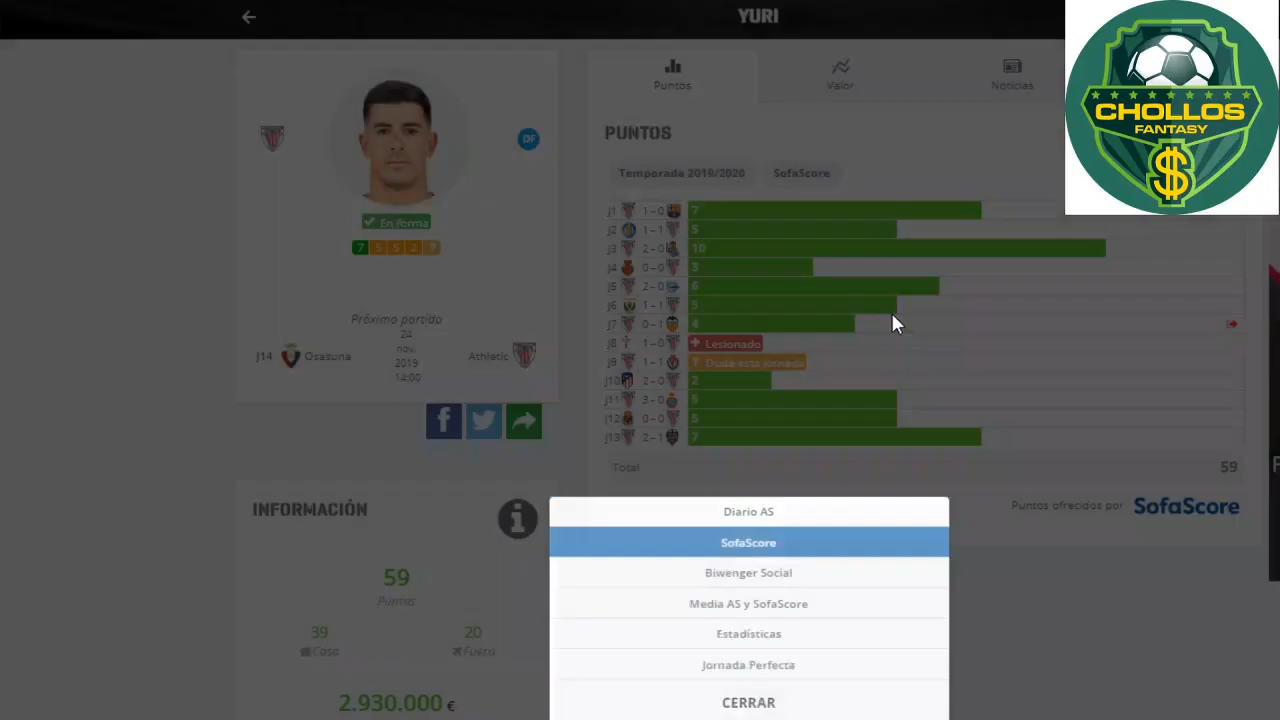 YURI
CHOLLOS
FANTASY
$
Puntos
Valor
Noticias
DF
PUNTOS
Temporada 2019/2020
SofaScore
En forma
7 5 5 2 ?
Próximo partido
24
nov.
2019
14:00
J14 Osasuna
Athletic
J1 1-0 7
J2 1-1 5
J3 2-0 10
J4 0-0 3
J5 2-0 6
J6 1-1 5
J7 0-1 4
J8 1-0 Lesionado
J9 1-1 ? Duda esta jornada
J10 2-0 2
J11 3-0 5
J12 0-0 5
J13 2-1 7
Total 59
Puntos ofrecidos por SofaScore
INFORMACIÓN
59
Puntos
39
Casa
20
Fuera
2.930.000 €
Diario AS
SofaScore
Biwenger Social
Media AS y SofaScore
Estadísticas
Jornada Perfecta
CERRAR